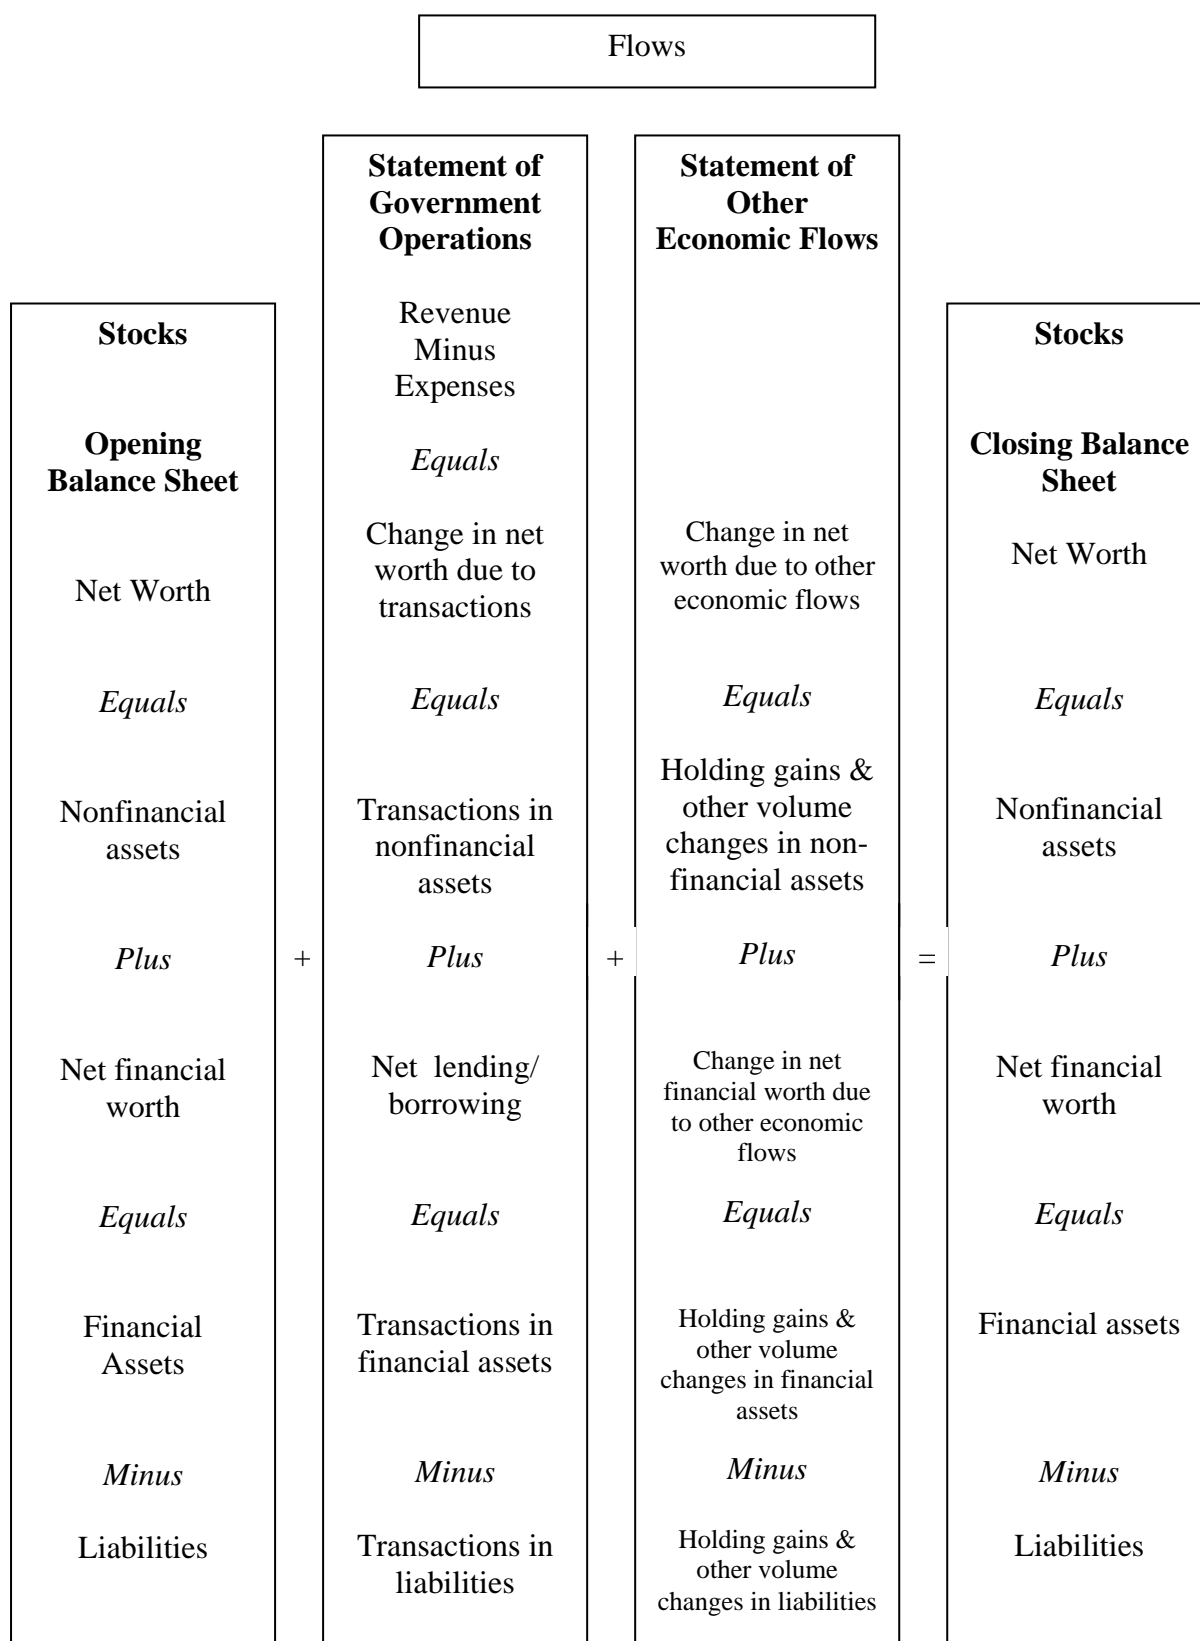 Flows
Stocks
Opening
Balance Sheet
Net Worth
Equals
Nonfinancial
assets
Plus
Net financial
worth
Equals
Financial
Assets
Minus
Liabilities
+
Statement of
Government
Operations
Revenue
Minus
Expenses
Equals
Change in net
worth due to
transactions
Equals
Transactions in
nonfinancial
assets
Plus
Net lending/
borrowing
Equals
Transactions in
financial assets
Minus
Transactions in
liabilities
+
Statement of
Other
Economic Flows
Change in net
worth due to other
economic flows
Equals
Holding gains &
other volume
changes in non-
financial assets
Plus
Change in net
financial worth due
to other economic
flows
Equals
Holding gains &
other volume
changes in financial
assets
Minus
Holding gains &
other volume
changes in liabilities
=
Stocks
Closing Balance
Sheet
Net Worth
Equals
Nonfinancial
assets
Plus
Net financial
worth
Equals
Financial assets
Minus
Liabilities